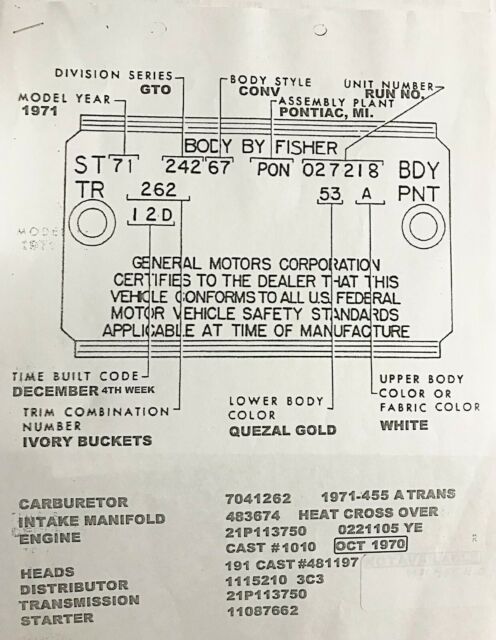 DIVISION SERIES
GTO
BODY STYLE
CONV
UNIT NUMBER
RUN NO.
MODEL YEAR
1971
ASSEMBLY PLANT
PONTIAC, MI.
BODY BY FISHER
ST 71 242 67 PON 027218 BDY
TR 262 53 A PNT
12D
GENERAL MOTORS CORPORATION
CERTIFIES TO THE DEALER THAT THIS
VEHICLE CONFORMS TO ALL U.S. FEDERAL
MOTOR VEHICLE SAFETY STANDARDS
APPLICABLE AT TIME OF MANUFACTURE
TIME BUILT CODE
DECEMBER 4TH WEEK
TRIM COMBINATION
NUMBER
IVORY BUCKETS
LOWER BODY
COLOR
QUEZAL GOLD
UPPER BODY
COLOR OR
FABRIC COLOR
WHITE
CARBURETOR 7041262 1971-455 A TRANS
INTAKE MANIFOLD 483674 HEAT CROSS OVER
ENGINE 21P113750 0221105 YE
CAST #1010 OCT 1970
HEADS 191 CAST #481197
DISTRIBUTOR 1115210 3C3
TRANSMISSION 21P113750
STARTER 11087662